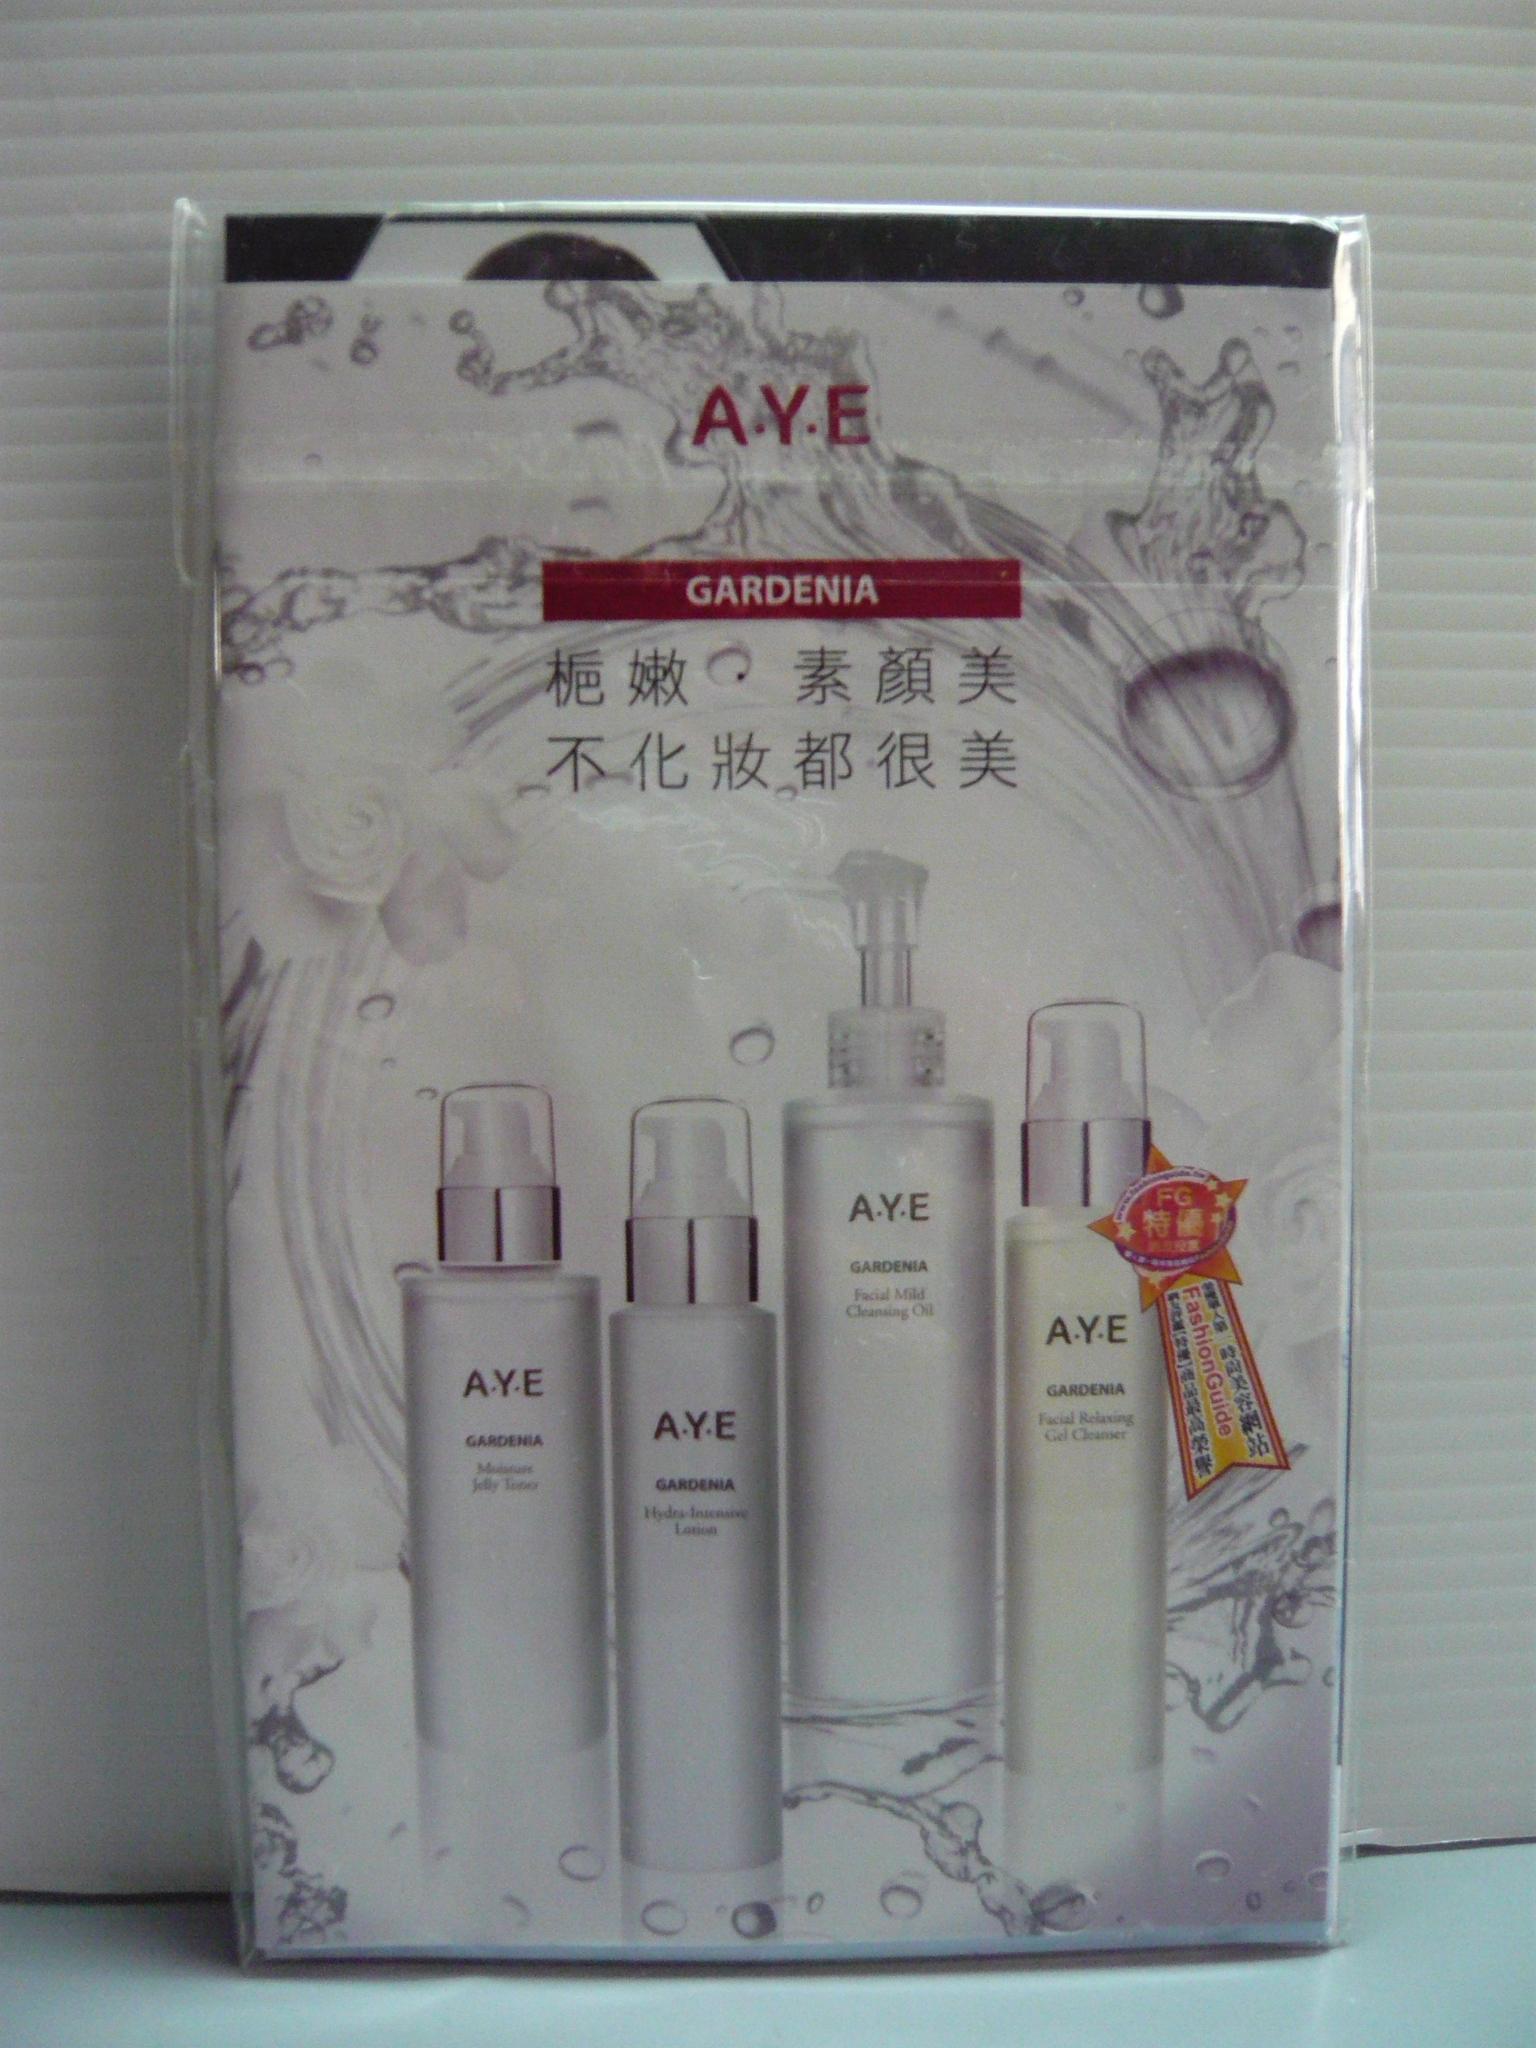 A·Y·E
GARDENIA
梔嫩·素顏美
不化妝都很美
A·Y·E
GARDENIA
Moisture
Jelly Toner
A·Y·E
GARDENIA
Hydra-Intensive
Lotion
A·Y·E
GARDENIA
Facial Mild
Cleansing Oil
A·Y·E
GARDENIA
Facial Relaxing
Gel Cleanser
FG
特優
FashionGuide